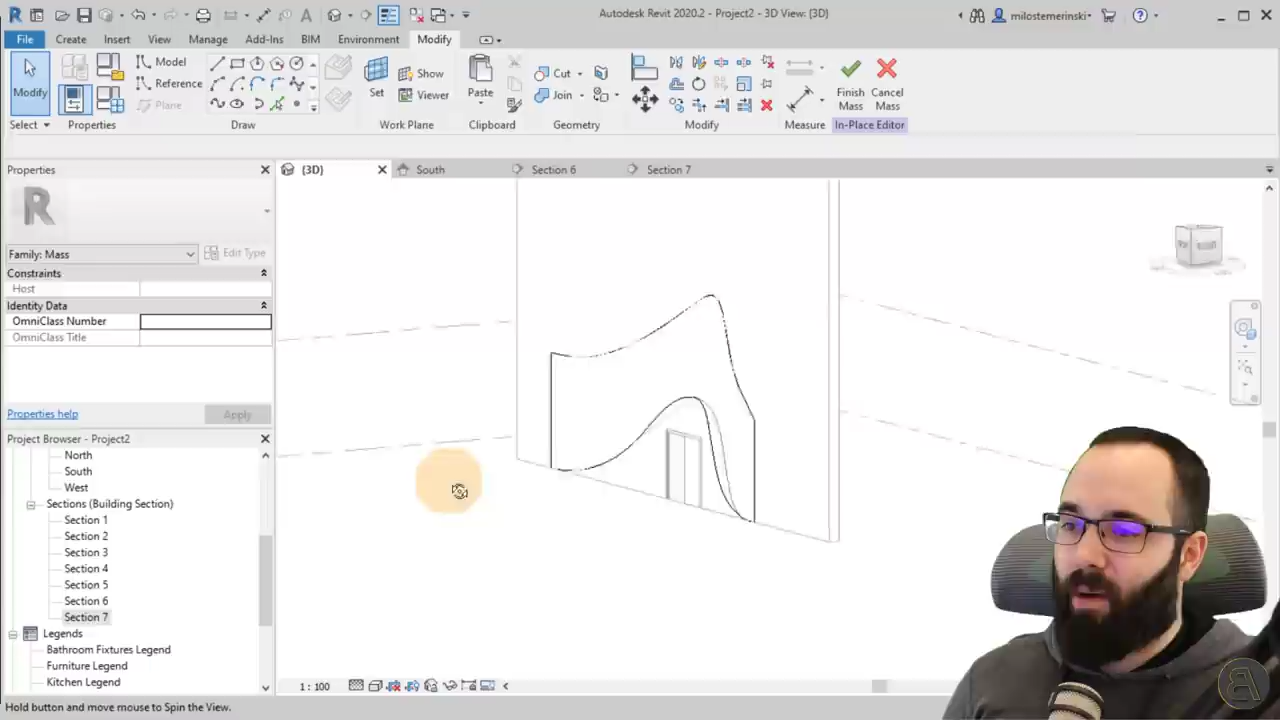 Autodesk Revit 2020.2 - Project2 - 3D View: {3D}
milostemerinski
File
Create
Insert
View
Manage
Add-Ins
BIM
Environment
Modify
Modify
Select
Properties
Model
Reference
Plane
Draw
Set
Show
Viewer
Work Plane
Paste
Clipboard
Cut
Join
Geometry
Modify
Measure
Finish Mass
Cancel Mass
In-Place Editor
Properties
{3D}
South
Section 6
Section 7
Family: Mass
Edit Type
Constraints
Host
Identity Data
OmniClass Number
OmniClass Title
Properties help
Apply
Project Browser - Project2
North
South
West
Sections (Building Section)
Section 1
Section 2
Section 3
Section 4
Section 5
Section 6
Section 7
Legends
Bathroom Fixtures Legend
Furniture Legend
Kitchen Legend
1 : 100
Hold button and move mouse to Spin the View.